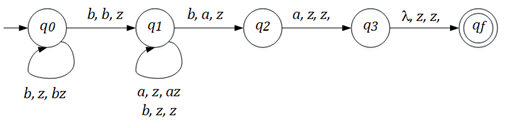 b, b, z b, a, z a, z, z, λ, z, z,
q0 q1 q2 q3 qf
b, z, bz a, z, az
b, z, z